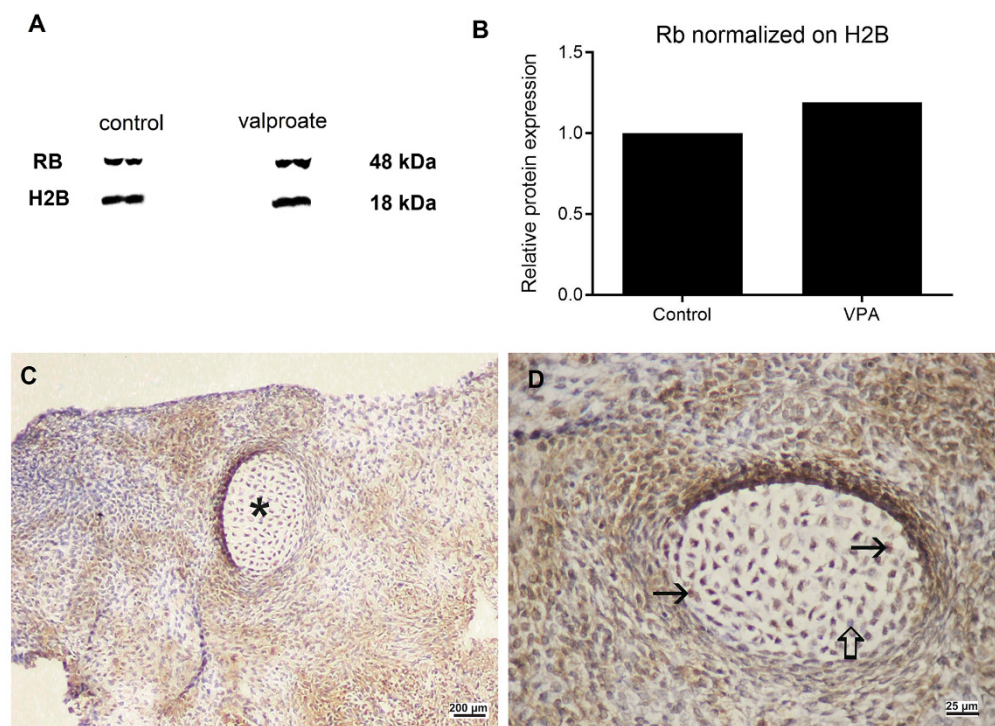 A
control valproate
RB 48 kDa
H2B 18 kDa
B
Rb normalized on H2B
Relative protein expression
1.5
1.0
0.5
0.0
Control VPA
C
*
200 µm
D
25 µm